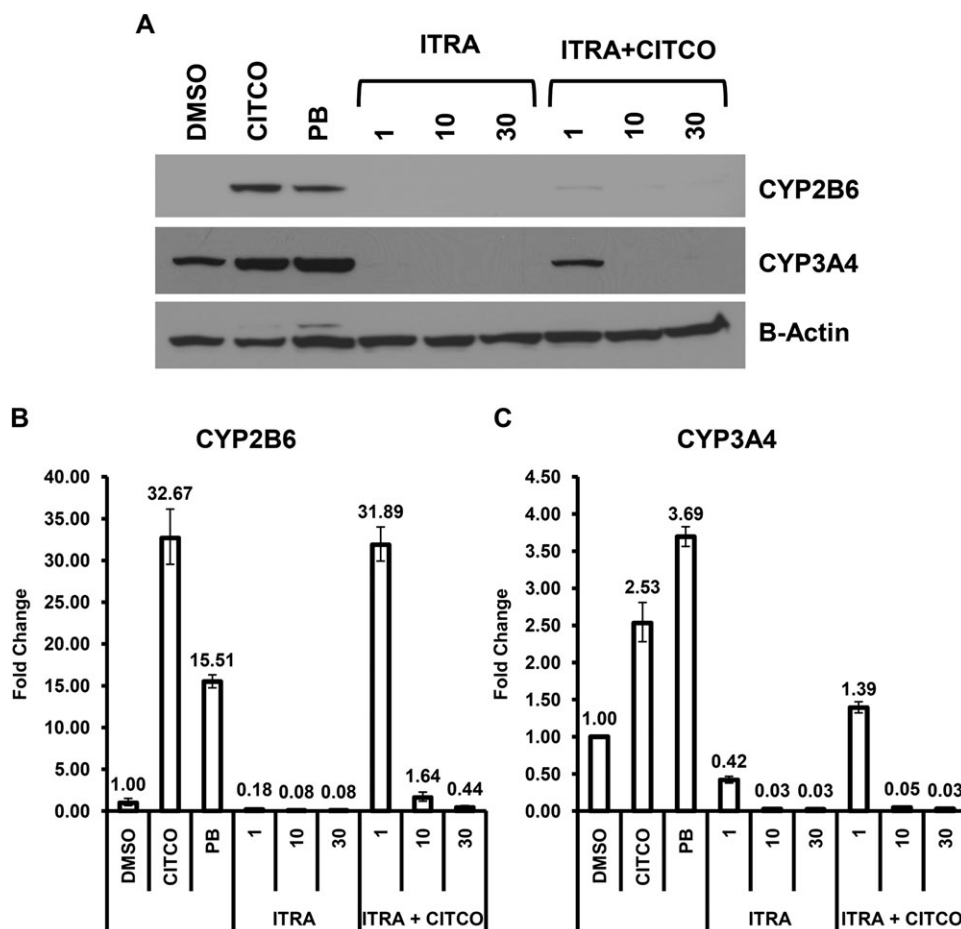 A
ITRA
ITRA+CITCO
DMSO
CITCO
PB
1
10
30
1
10
30
CYP2B6
CYP3A4
B-Actin
B
CYP2B6
Fold Change
40.00
35.00
30.00
25.00
20.00
15.00
10.00
5.00
0.00
1.00
32.67
15.51
0.18
0.08
0.08
31.89
1.64
0.44
DMSO
CITCO
PB
1
10
30
1
10
30
ITRA
ITRA + CITCO
C
CYP3A4
Fold Change
4.50
4.00
3.50
3.00
2.50
2.00
1.50
1.00
0.50
0.00
1.00
2.53
3.69
0.42
0.03
0.03
1.39
0.05
0.03
DMSO
CITCO
PB
1
10
30
1
10
30
ITRA
ITRA + CITCO